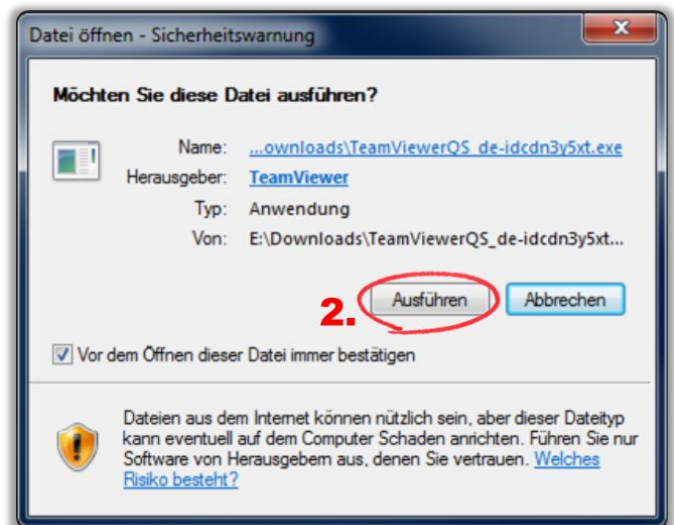 Datei öffnen - Sicherheitswarnung
Möchten Sie diese Datei ausführen?
Name: ...ownloads\TeamViewerQS_de-idcdn3y5xt.exe
Herausgeber: TeamViewer
Typ: Anwendung
Von: E:\Downloads\TeamViewerQS_de-idcdn3y5xt...
2. Ausführen Abbrechen
Vor dem Öffnen dieser Datei immer bestätigen
Dateien aus dem Internet können nützlich sein, aber dieser Dateityp
kann eventuell auf dem Computer Schaden anrichten. Führen Sie nur
Software von Herausgebern aus, denen Sie vertrauen. Welches
Risiko besteht?